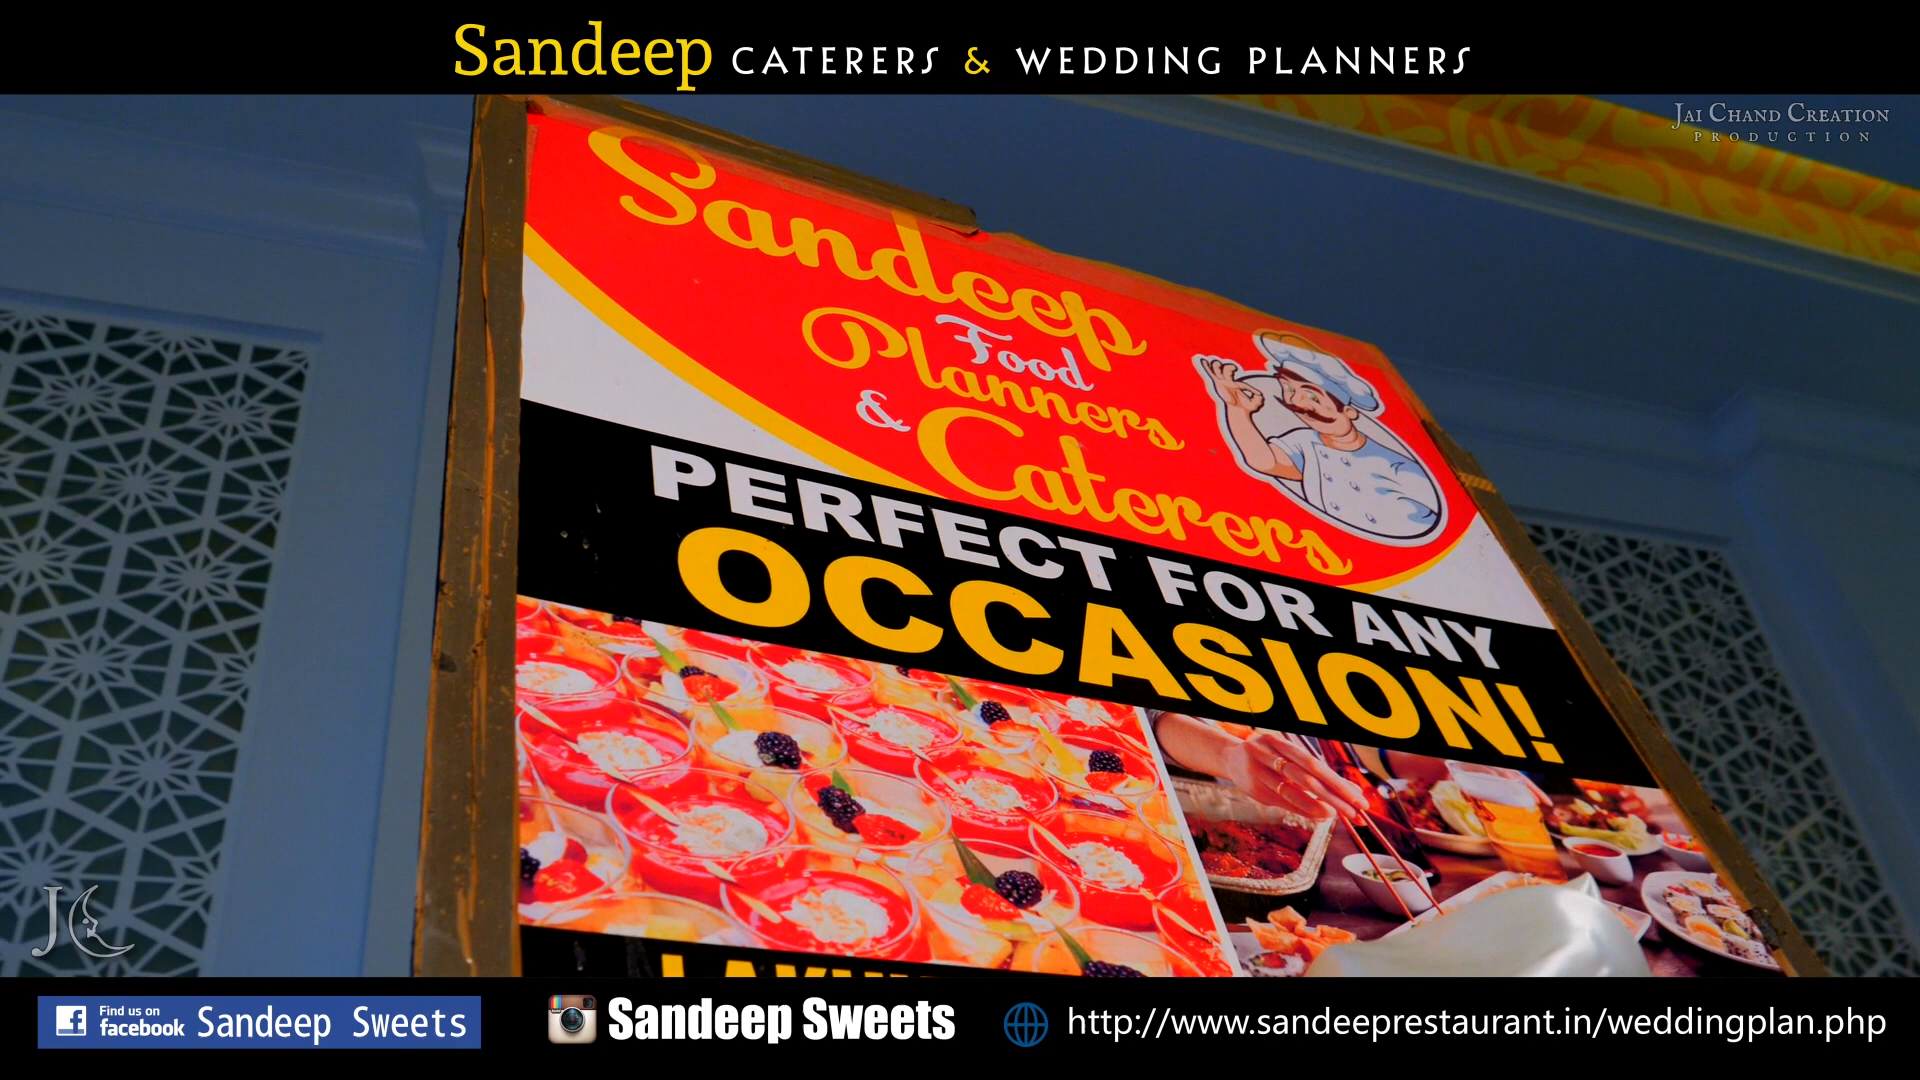 Sandeep CATERERS & WEDDING PLANNERS
JAI CHAND CREATION
PRODUCTION
Sandeep
Food
Planners
& Caterers
PERFECT FOR ANY
OCCASION!
JC
Find us on
facebook
Sandeep Sweets
Sandeep Sweets
http://www.sandeeprestaurant.in/weddingplan.php